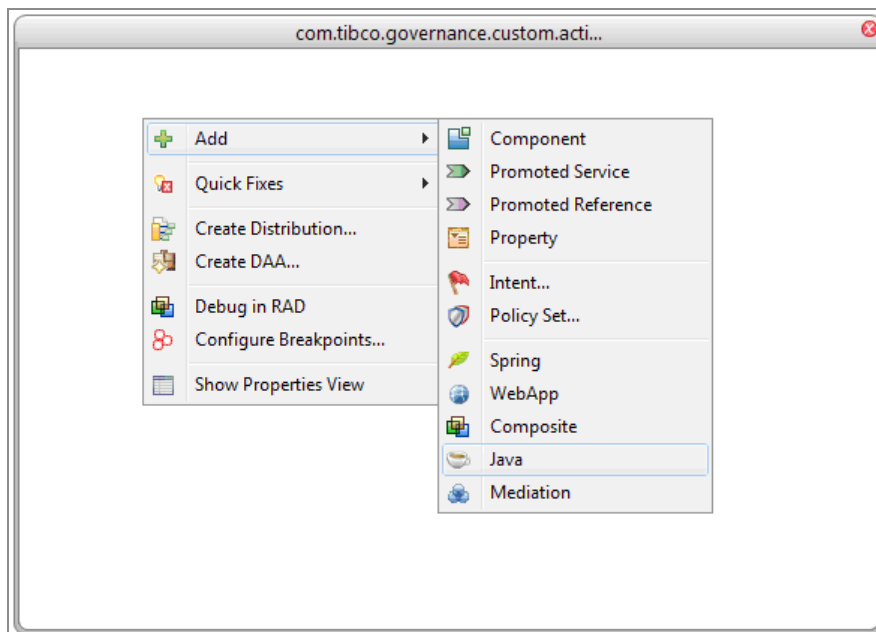 com.tibco.governance.custom.acti...
Add
Quick Fixes
Create Distribution...
Create DAA...
Debug in RAD
Configure Breakpoints...
Show Properties View
Component
Promoted Service
Promoted Reference
Property
Intent...
Policy Set...
Spring
WebApp
Composite
Java
Mediation